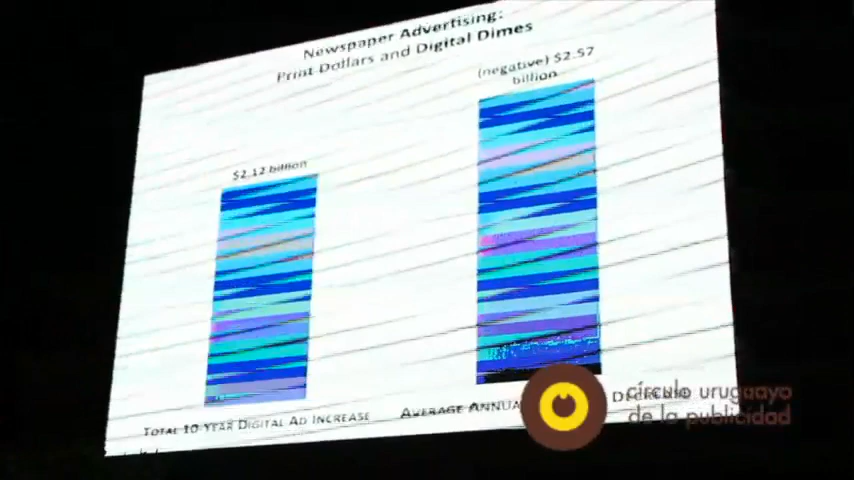 Newspaper Advertising:
Print Dollars and Digital Dimes
(negative) $2.57
billion
$2.12 billion
TOTAL 10-YEAR DIGITAL AD INCREASE
AVERAGE
círculo uruguayo
de la publicidad